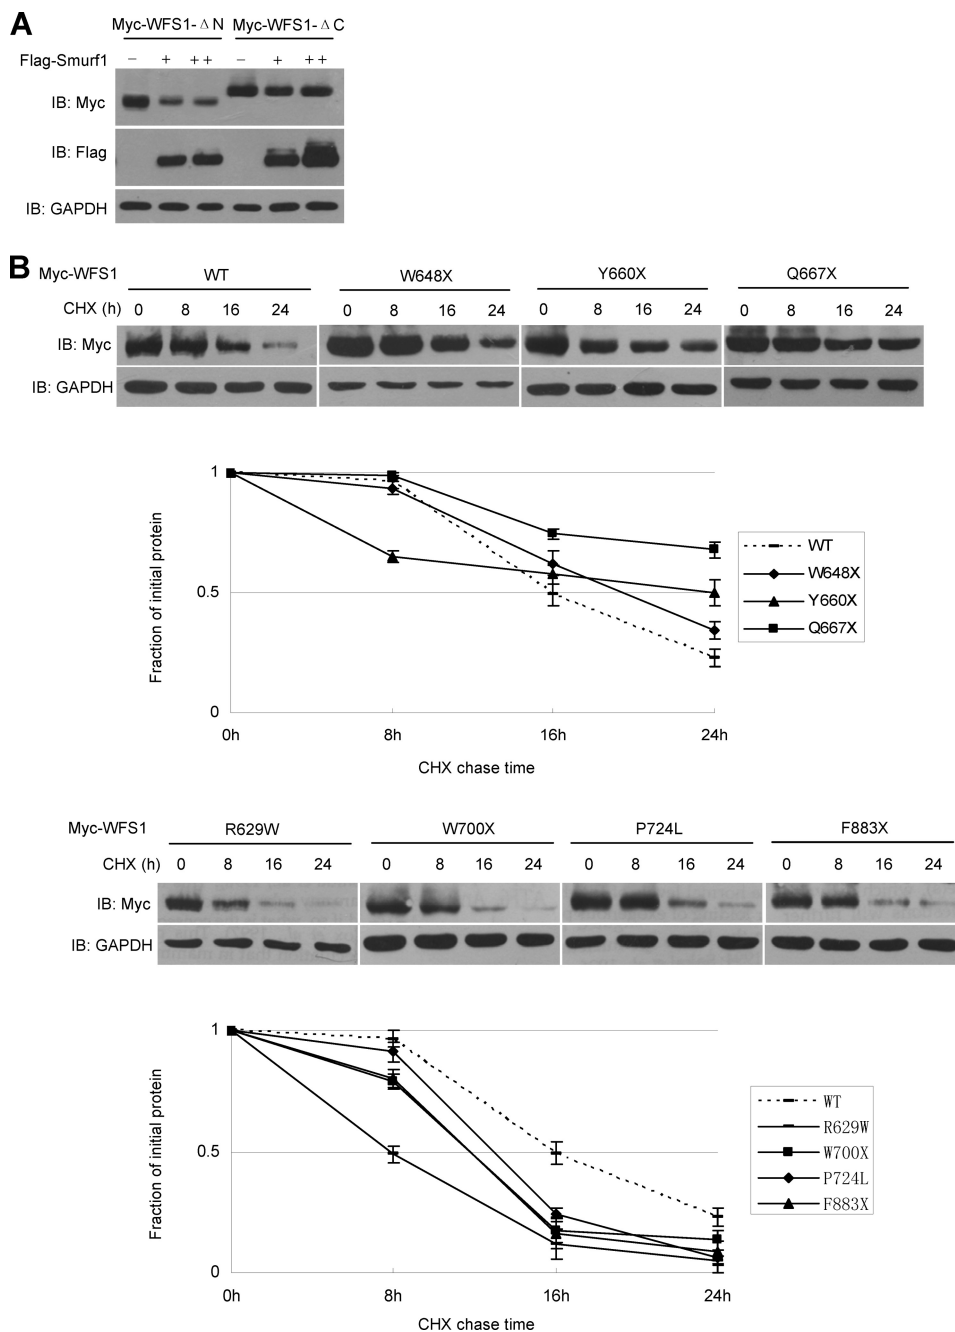 A
Myc-WFS1-ΔN Myc-WFS1-ΔC
Flag-Smurf1 − + ++ − + ++
IB: Myc
IB: Flag
IB: GAPDH
B
Myc-WFS1 WT W648X Y660X Q667X
CHX (h) 0 8 16 24 0 8 16 24 0 8 16 24 0 8 16 24
IB: Myc
IB: GAPDH
1
0.5
0
Fraction of initial protein
0h 8h 16h 24h
CHX chase time
WT
W648X
Y660X
Q667X
Myc-WFS1 R629W W700X P724L F883X
CHX (h) 0 8 16 24 0 8 16 24 0 8 16 24 0 8 16 24
IB: Myc
IB: GAPDH
1
0.5
0
Fraction of initial protein
0h 8h 16h 24h
CHX chase time
WT
R629W
W700X
P724L
F883X